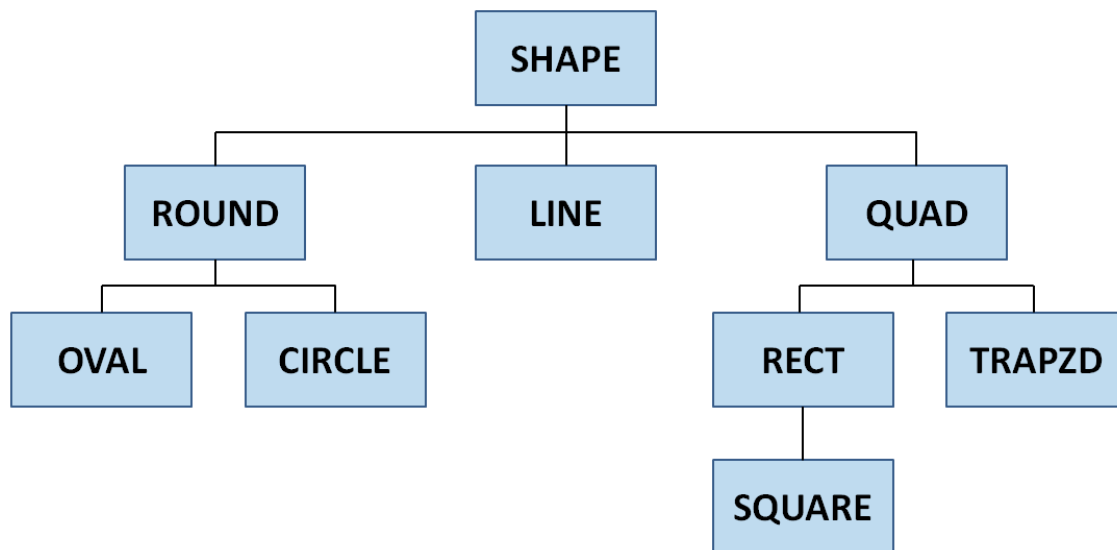 SHAPE
ROUND
LINE
QUAD
OVAL
CIRCLE
RECT
TRAPZD
SQUARE